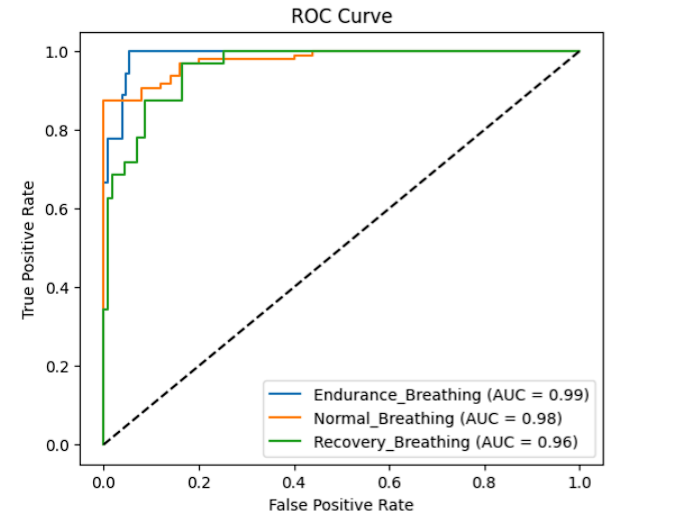 ROC Curve
1.0
0.8
0.6
0.4
0.2
0.0
True Positive Rate
Endurance_Breathing (AUC = 0.99)
Normal_Breathing (AUC = 0.98)
Recovery_Breathing (AUC = 0.96)
0.0 0.2 0.4 0.6 0.8 1.0
False Positive Rate